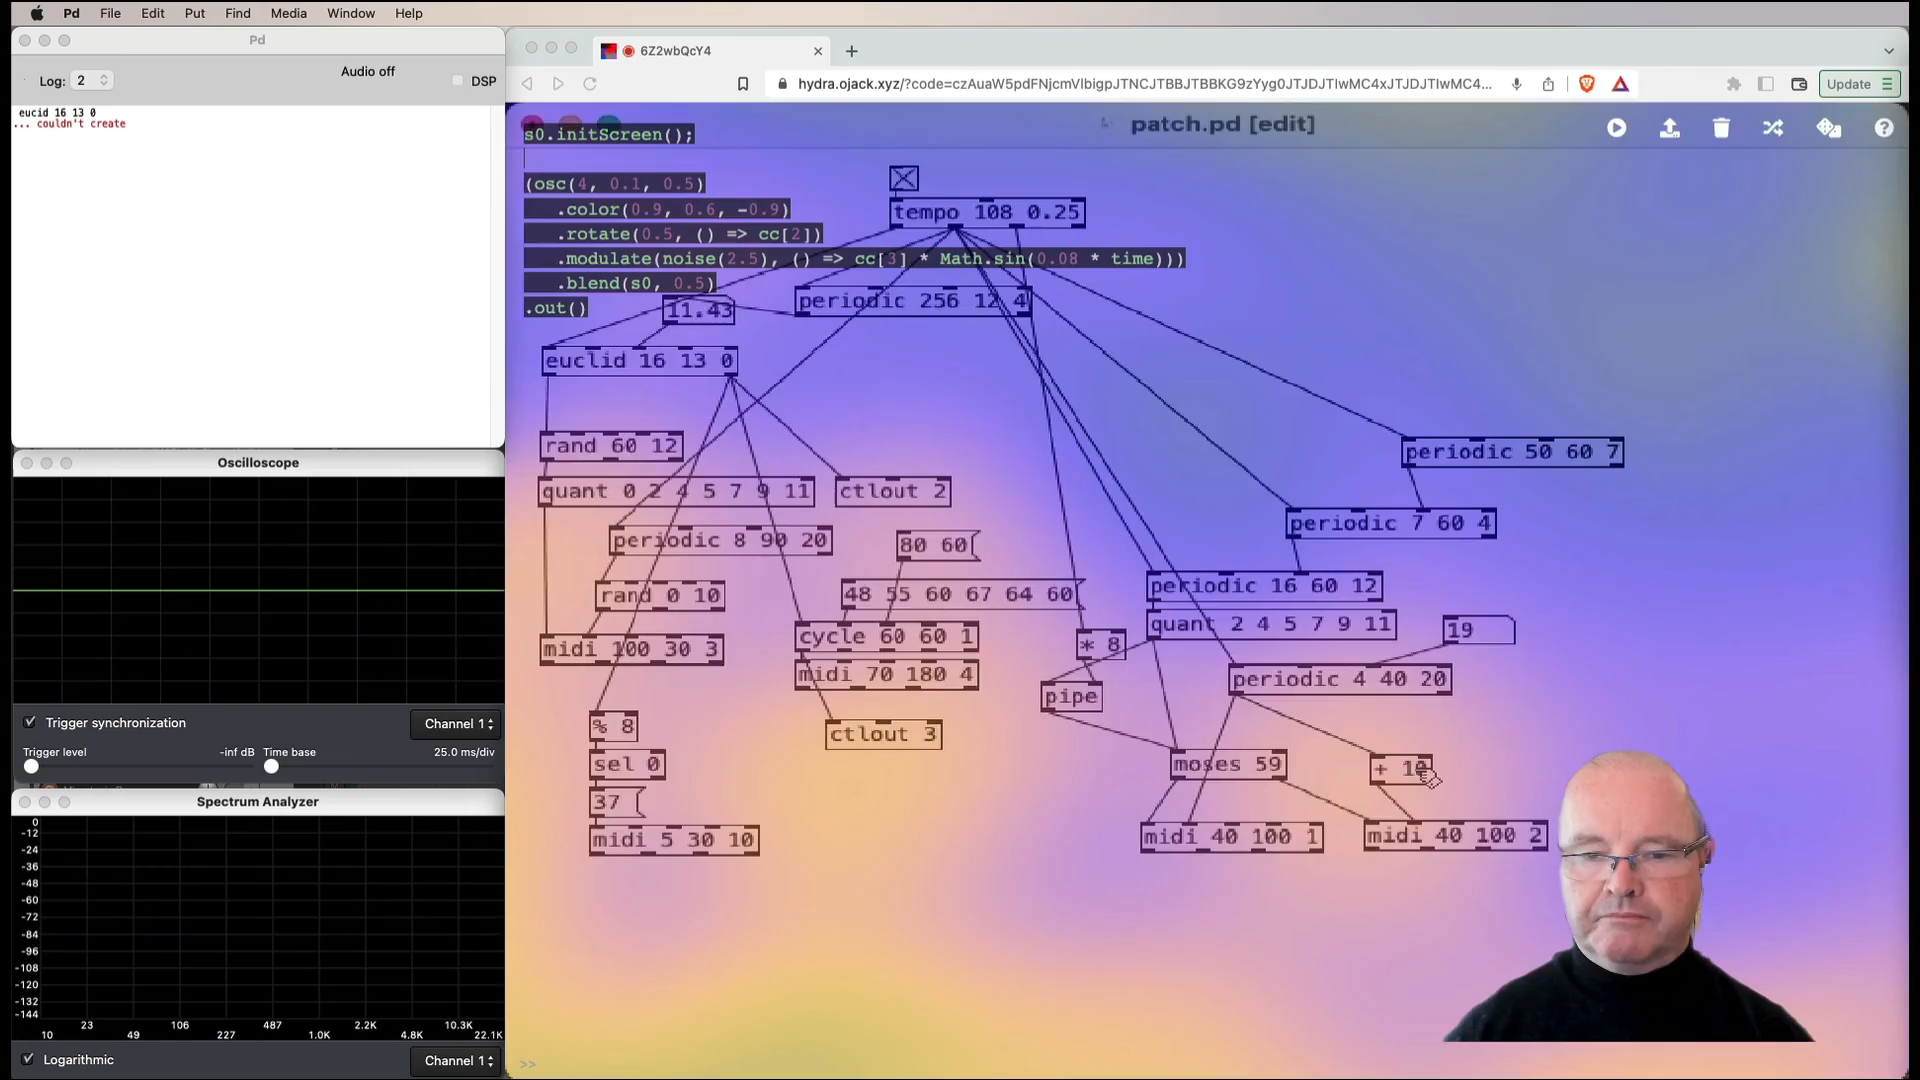 Pd File Edit Put Find Media Window Help
Pd
Log: 2
Audio off
DSP
eucid 16 13 0
... couldn't create
Oscilloscope
Trigger synchronization
Channel 1
Trigger level
-inf dB
Time base
25.0 ms/div
Spectrum Analyzer
0
-12
-24
-36
-48
-60
-72
-84
-96
-108
-120
-132
-144
10 23 49 106 227 487 1.0K 2.2K 4.8K 10.3K 22.1K
Logarithmic
Channel 1
6Z2wbQcY4
hydra.ojack.xyz/?code=czAuaW5pdFNjcmVlbigpJTNCJTBBJTBBKG9zYyg0JTJDJTIwMC4xJTJDJTIwMC4...
Update
patch.pd [edit]
s0.initScreen();
(osc(4, 0.1, 0.5)
.color(0.9, 0.6, -0.9)
.rotate(0.5, () => cc[2])
.modulate(noise(2.5), () => cc[3] * Math.sin(0.08 * time)))
.blend(s0, 0.5)
.out()
tempo 108 0.25
11.43
periodic 256 12 4
euclid 16 13 0
rand 60 12
quant 0 2 4 5 7 9 11
ctlout 2
periodic 8 90 20
80 60
rand 0 10
48 55 60 67 64 60
midi 100 30 3
cycle 60 60 1
midi 70 180 4
ctlout 3
% 8
sel 0
37
midi 5 30 10
periodic 50 60 7
periodic 7 60 4
periodic 16 60 12
quant 2 4 5 7 9 11
19
* 8
periodic 4 40 20
pipe
moses 59
+ 10
midi 40 100 1
midi 40 100 2
>>